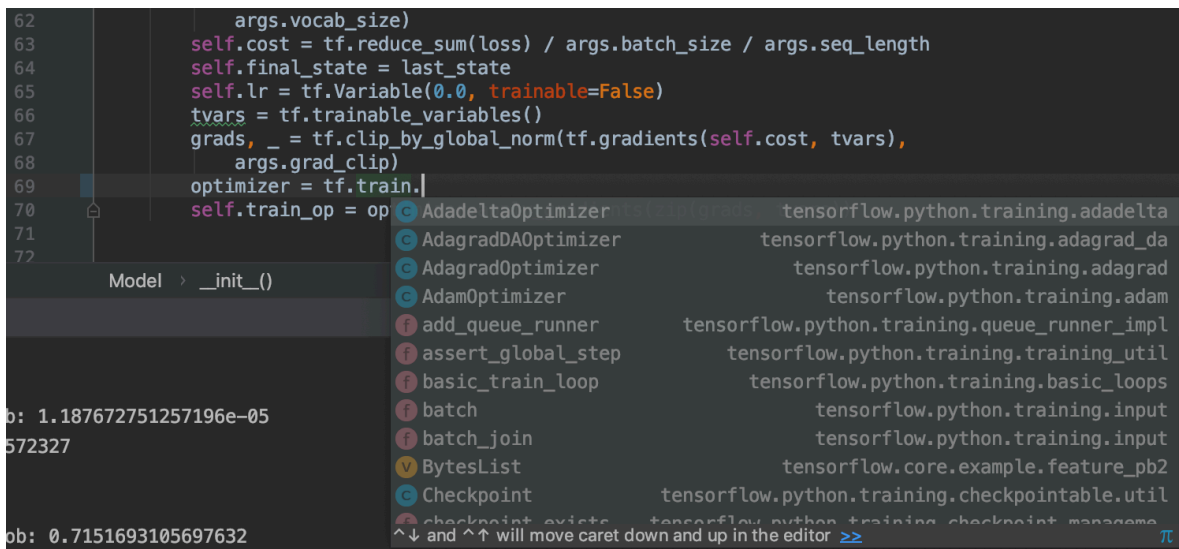 62 args.vocab_size)
63 self.cost = tf.reduce_sum(loss) / args.batch_size / args.seq_length
64 self.final_state = last_state
65 self.lr = tf.Variable(0.0, trainable=False)
66 tvars = tf.trainable_variables()
67 grads, _ = tf.clip_by_global_norm(tf.gradients(self.cost, tvars),
68 args.grad_clip)
69 optimizer = tf.train.
70 self.train_op = op
71
72
AdadeltaOptimizer tensorflow.python.training.adadelta
AdagradDAOptimizer tensorflow.python.training.adagrad_da
AdagradOptimizer tensorflow.python.training.adagrad
AdamOptimizer tensorflow.python.training.adam
add_queue_runner tensorflow.python.training.queue_runner_impl
assert_global_step tensorflow.python.training.training_util
basic_train_loop tensorflow.python.training.basic_loops
batch tensorflow.python.training.input
batch_join tensorflow.python.training.input
BytesList tensorflow.core.example.feature_pb2
Checkpoint tensorflow.python.training.checkpointable.util
checkpoint_exists tensorflow.python.training.checkpoint_manageme...
^↓ and ^↑ will move caret down and up in the editor >> π
Model › __init__()
b: 1.187672751257196e-05
572327
ob: 0.7151693105697632